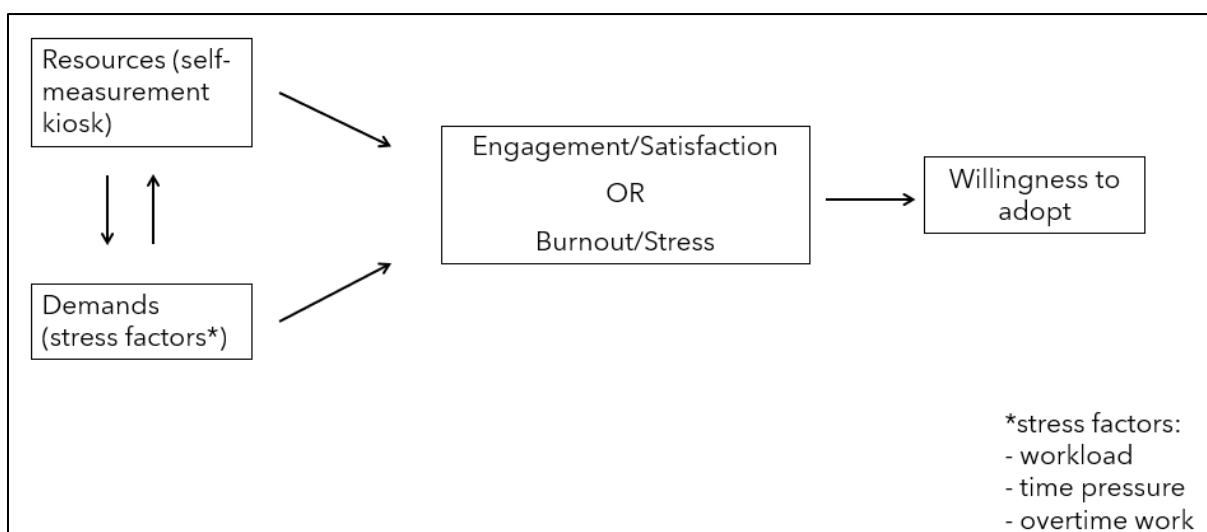 Resources (self-
measurement
kiosk)
Engagement/Satisfaction
OR
Burnout/Stress
Willingness to
adopt
Demands
(stress factors*)
*stress factors:
- workload
- time pressure
- overtime work